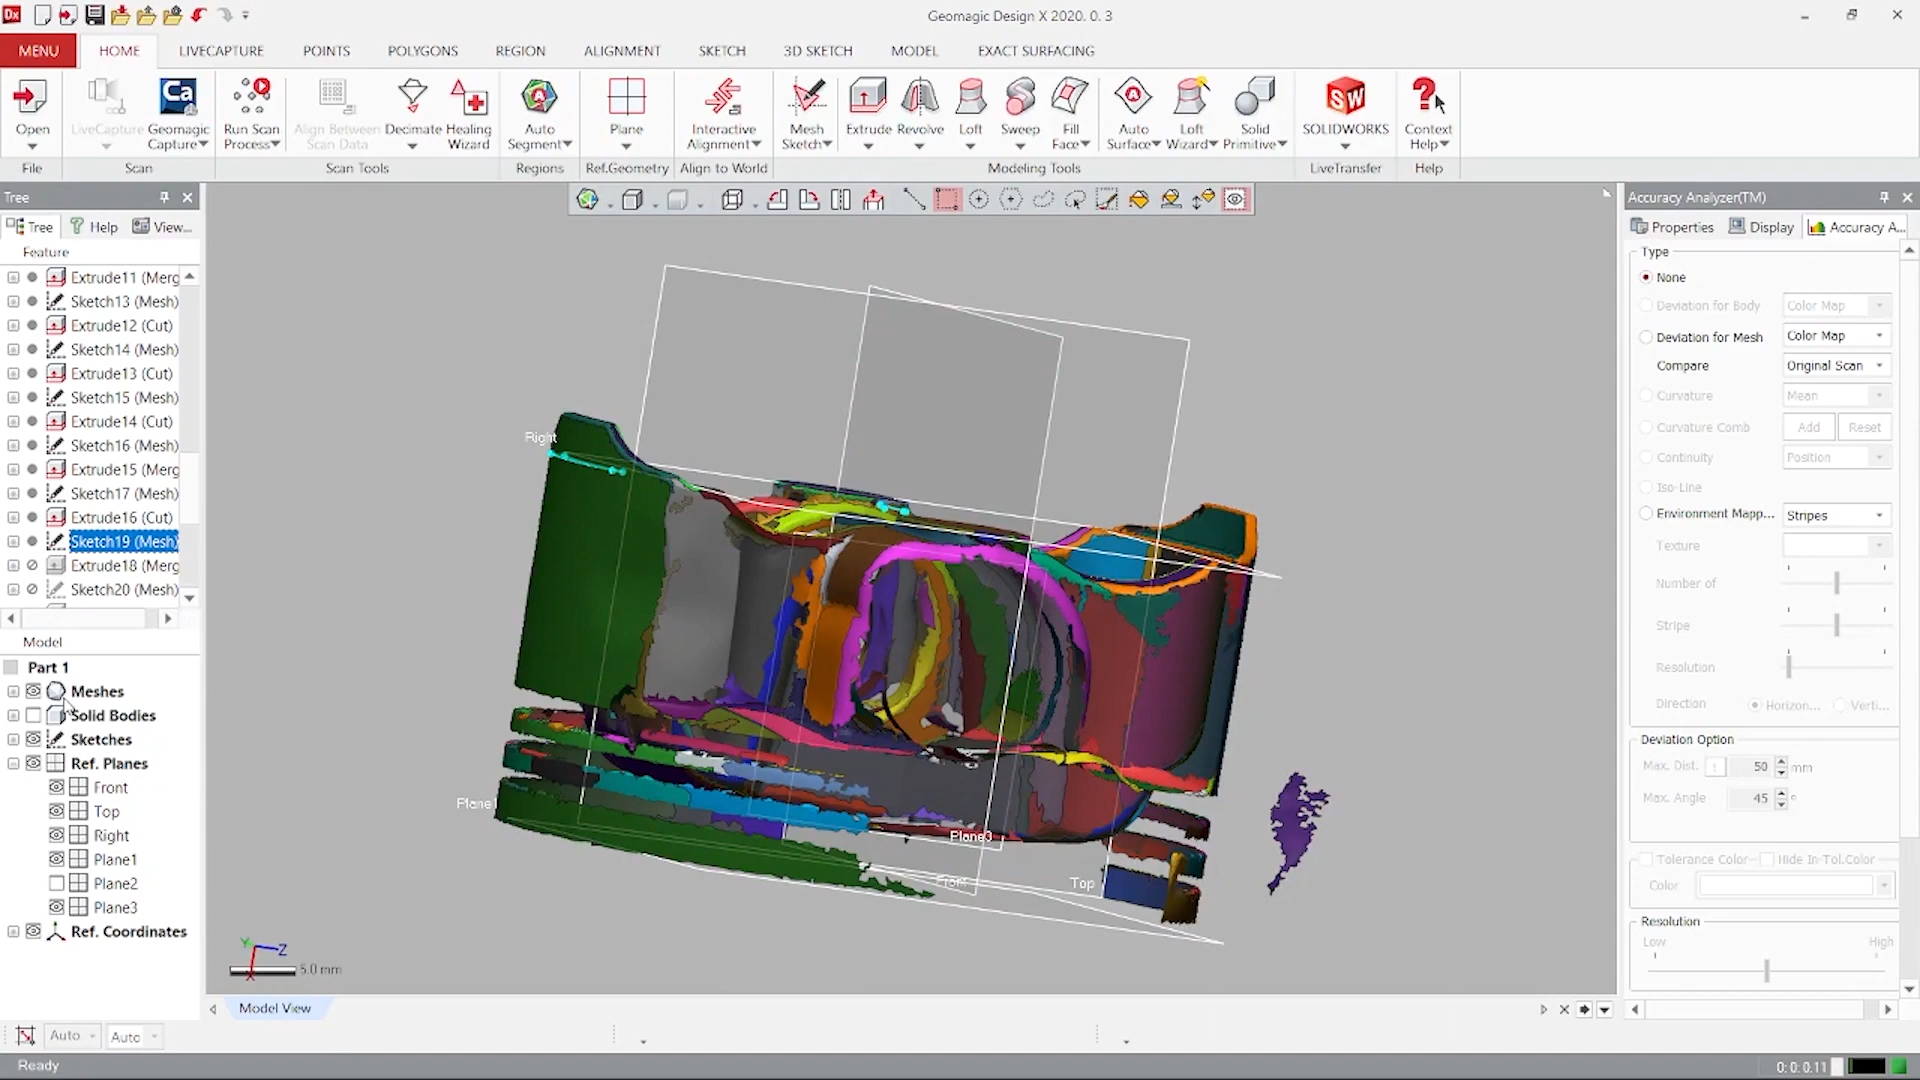 Geomagic Design X 2020. 0. 3
MENU HOME LIVECAPTURE POINTS POLYGONS REGION ALIGNMENT SKETCH 3D SKETCH MODEL EXACT SURFACING
Open
LiveCapture
Geomagic Capture
Run Scan Process
Align Between Scan Data
Decimate
Healing Wizard
Auto Segment
Plane
Interactive Alignment
Mesh Sketch
Extrude
Revolve
Loft
Sweep
Fill Face
Auto Surface
Loft Wizard
Solid Primitive
SOLIDWORKS
Context Help
File Scan Scan Tools Regions Ref.Geometry Align to World Modeling Tools LiveTransfer Help
Tree
Tree Help View...
Feature
Extrude11 (Merg
Sketch13 (Mesh)
Extrude12 (Cut)
Sketch14 (Mesh)
Extrude13 (Cut)
Sketch15 (Mesh)
Extrude14 (Cut)
Sketch16 (Mesh)
Extrude15 (Merg
Sketch17 (Mesh)
Extrude16 (Cut)
Sketch19 (Mesh)
Extrude18 (Merg
Sketch20 (Mesh)
Model
Part 1
Meshes
Solid Bodies
Sketches
Ref. Planes
Front
Top
Right
Plane1
Plane2
Plane3
Ref. Coordinates
Right
Plane
Plane3
Front
Top
Y
Z
X
5.0 mm
Model View
Auto Auto
Ready
0:0:0.11
Accuracy Analyzer(TM)
Properties Display Accuracy A...
Type
None
Deviation for Body Color Map
Deviation for Mesh Color Map
Compare Original Scan
Curvature Mean
Curvature Comb Add Reset
Continuity Position
Iso-Line
Environment Mapp... Stripes
Texture
Number of
Stripe
Resolution
Direction Horizon... Verti...
Deviation Option
Max. Dist. 50 mm
Max. Angle 45 °
Tolerance Color Hide In-Tol.Color
Color
Resolution
Low High